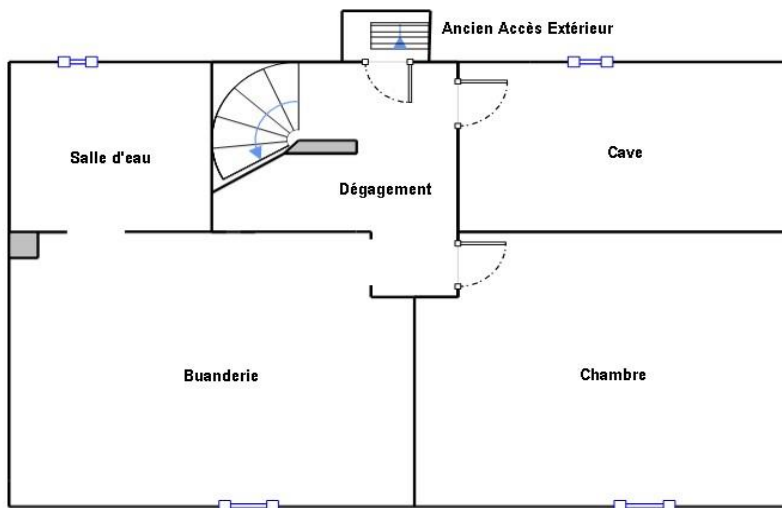 Ancien Accès Extérieur
Salle d'eau
Cave
Dégagement
Buanderie
Chambre